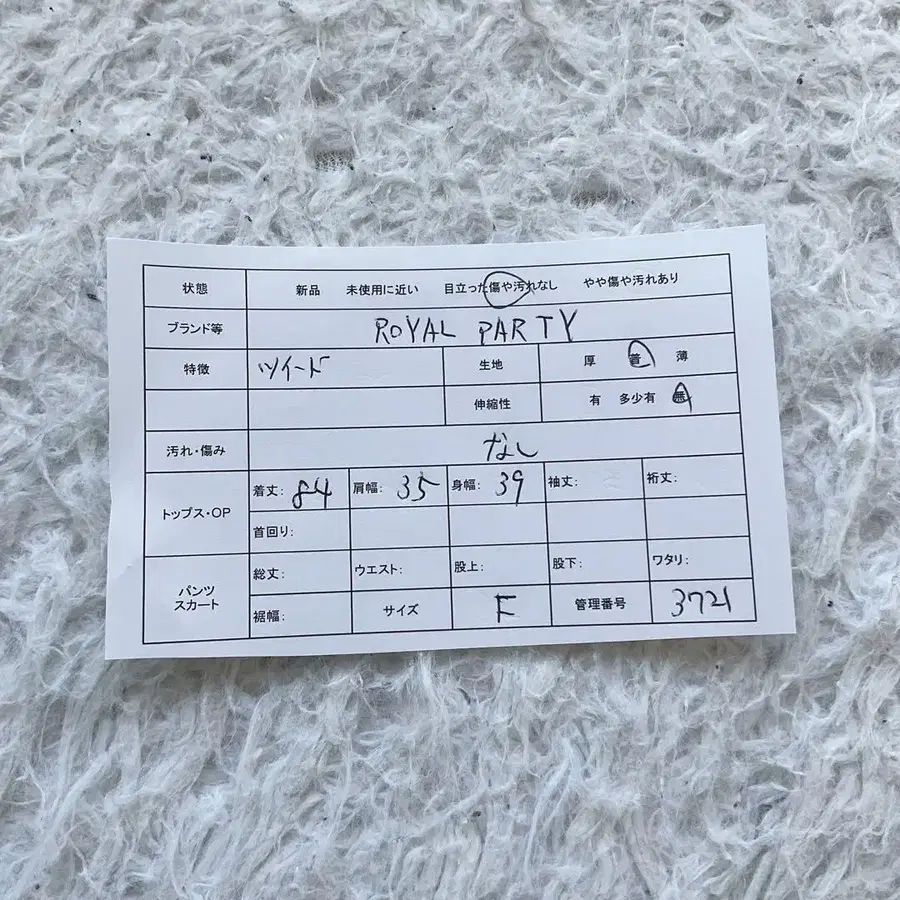 状態 新品 未使用に近い 目立った傷や汚れなし やや傷や汚れあり
ブランド等 ROYAL PARTY
特徴 ツイード 生地 厚 普 薄
伸縮性 有 多少有 無
汚れ・傷み なし
トップス・OP 着丈: 84 肩幅: 35 身幅: 39 袖丈: 裄丈:
首回り:
パンツ スカート 総丈: ウエスト: 股上: 股下: ワタリ:
裾幅: サイズ F 管理番号 3721